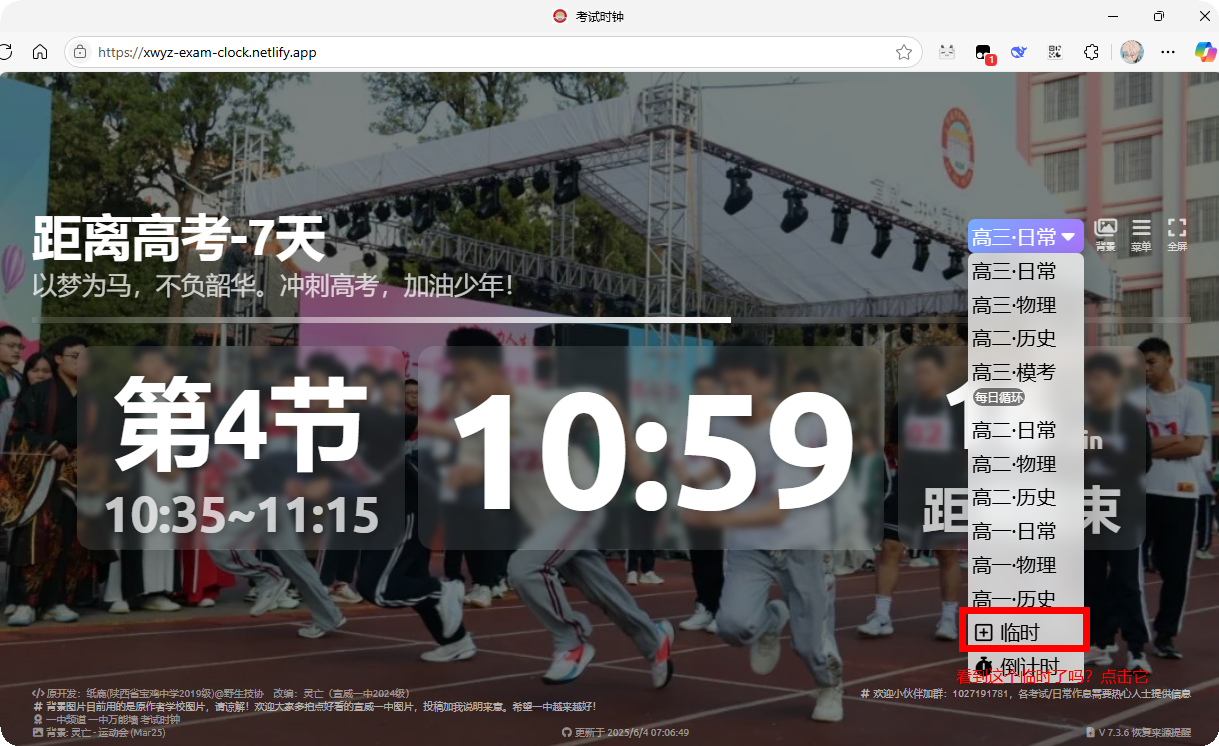 考试时钟
https://xwyz-exam-clock.netlify.app
1
距离高考-7天
以梦为马，不负韶华。冲刺高考，加油少年！
高三·日常
背景
菜单
全屏
高三·日常
高三·物理
高二·历史
高三·模考
每日循环
高二·日常
高二·物理
高二·历史
高一·日常
高一·物理
高一·历史
临时
倒计时
看到这个临时了吗？点击它
第4节
10:35~11:15
10:59
1
in
距
束
原开发：纸鹿(陕西省宝鸡中学2019级)@野生技协 改编：灵亡（宣威一中2024级）
# 背景图片目前用的是原作者学校图片，请谅解！欢迎大家多拍点好看的宣威一中图片，投稿加我说明来意。希望一中越来越好！
一中频道 一中万能墙 考试时钟
背景: 灵亡 - 运动会 (Mar25)
更新于 2025/6/4 07:06:49
# 欢迎小伙伴加群：1027191781，各考试/日常作息需要热心人士提供信息
V 7.3.6 恢复来源提醒